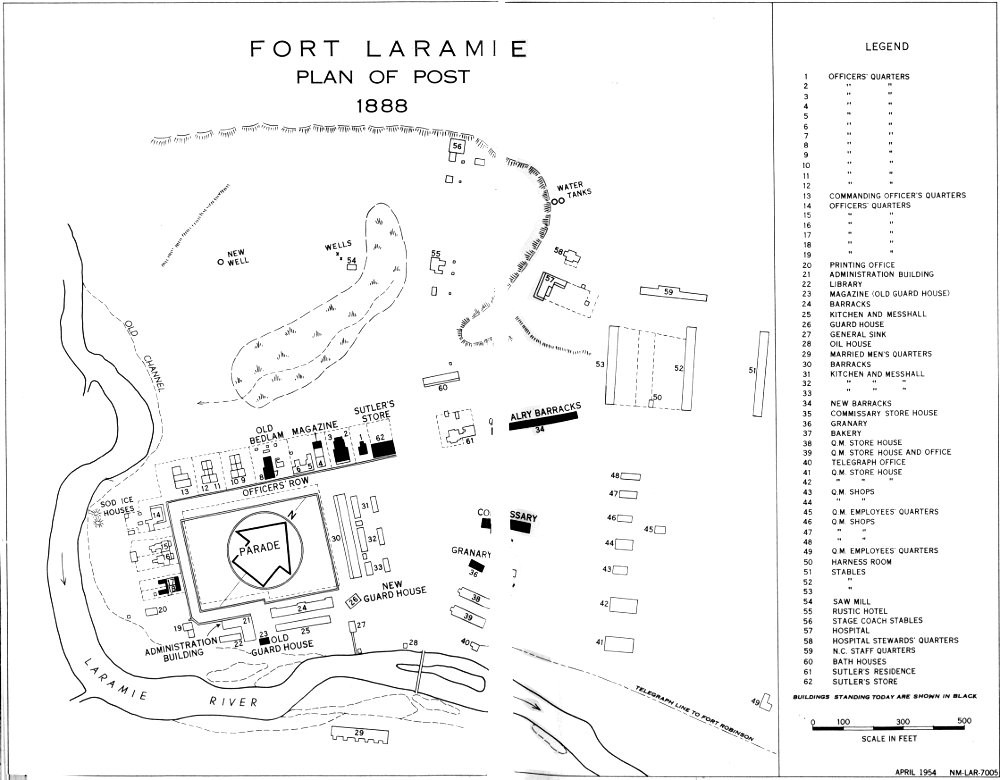 FORT LARAMIE
PLAN OF POST
1888
56
WATER
TANKS
NEW
WELL
WELLS
54
55
58
57
59
OLD CHANNEL
53
52
51
50
60
SUTLER'S
STORE
OLD
BEDLAM
MAGAZINE
ALRY BARRACKS
34
3 2
1
62
61
13
12 11
10 9
8
7
6 5
4
OFFICERS' ROW
SOD ICE
HOUSES
14
N
PARADE
30
31
32
33
48
47
46
45
44
43
42
41
CO
SSARY
GRANARY
36
38
39
40
NEW
GUARD HOUSE
26
20
19
21
22
23
24
25
27
28
ADMINISTRATION
BUILDING
OLD
GUARD HOUSE
LARAMIE RIVER
29
TELEGRAPH LINE TO FORT ROBINSON
49
LEGEND
1 OFFICERS' QUARTERS
2 " "
3 " "
4 " "
5 " "
6 " "
7 " "
8 " "
9 " "
10 " "
11 " "
12 " "
13 COMMANDING OFFICER'S QUARTERS
14 OFFICERS' QUARTERS
15 " "
16 " "
17 " "
18 " "
19 " "
20 PRINTING OFFICE
21 ADMINISTRATION BUILDING
22 LIBRARY
23 MAGAZINE (OLD GUARD HOUSE)
24 BARRACKS
25 KITCHEN AND MESSHALL
26 GUARD HOUSE
27 GENERAL SINK
28 OIL HOUSE
29 MARRIED MEN'S QUARTERS
30 BARRACKS
31 KITCHEN AND MESSHALL
32 " " "
33 " " "
34 NEW BARRACKS
35 COMMISSARY STORE HOUSE
36 GRANARY
37 BAKERY
38 Q.M. STORE HOUSE
39 Q.M. STORE HOUSE AND OFFICE
40 TELEGRAPH OFFICE
41 Q.M. STORE HOUSE
42 " " "
43 Q.M. SHOPS
44 " "
45 Q.M. EMPLOYEES' QUARTERS
46 Q.M. SHOPS
47 " "
48 " "
49 Q.M. EMPLOYEES' QUARTERS
50 HARNESS ROOM
51 STABLES
52 "
53 "
54 SAW MILL
55 RUSTIC HOTEL
56 STAGE COACH STABLES
57 HOSPITAL
58 HOSPITAL STEWARDS' QUARTERS
59 N.C. STAFF QUARTERS
60 BATH HOUSES
61 SUTLER'S RESIDENCE
62 SUTLER'S STORE
BUILDINGS STANDING TODAY ARE SHOWN IN BLACK
0 100 300 500
SCALE IN FEET
APRIL 1954 NM-LAR-7005